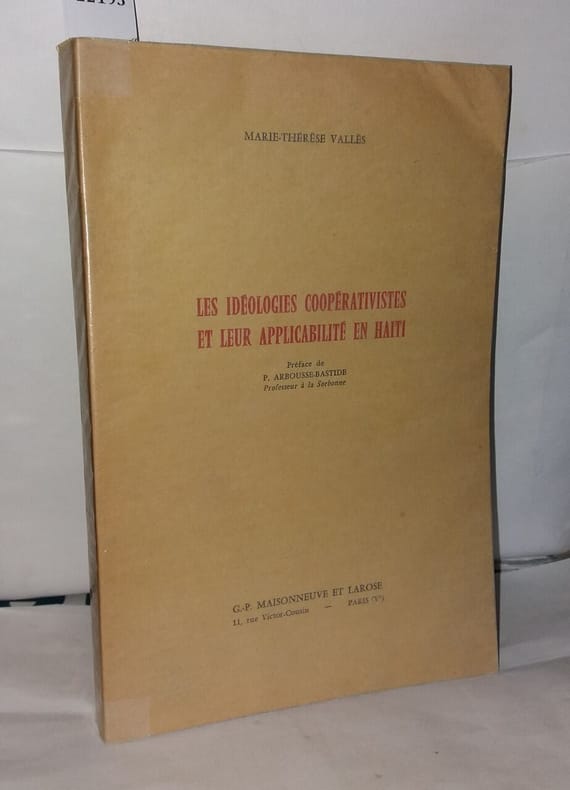 22193
MARIE-THÉRÈSE VALLÈS
LES IDÉOLOGIES COOPÉRATIVISTES
ET LEUR APPLICABILITÉ EN HAITI
Préface de
P. ARBOUSSE-BASTIDE
Professeur à la Sorbonne
G.-P. MAISONNEUVE ET LAROSE
11, rue Victor-Cousin — PARIS (Vᵉ)